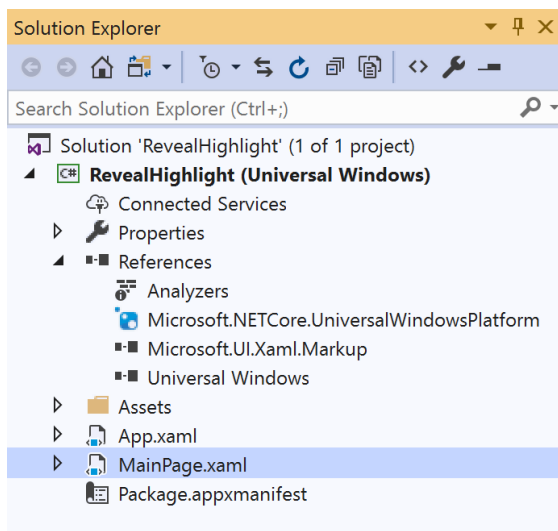 Solution Explorer
Search Solution Explorer (Ctrl+;)
Solution 'RevealHighlight' (1 of 1 project)
C# RevealHighlight (Universal Windows)
Connected Services
Properties
References
Analyzers
Microsoft.NETCore.UniversalWindowsPlatform
Microsoft.UI.Xaml.Markup
Universal Windows
Assets
App.xaml
MainPage.xaml
Package.appxmanifest